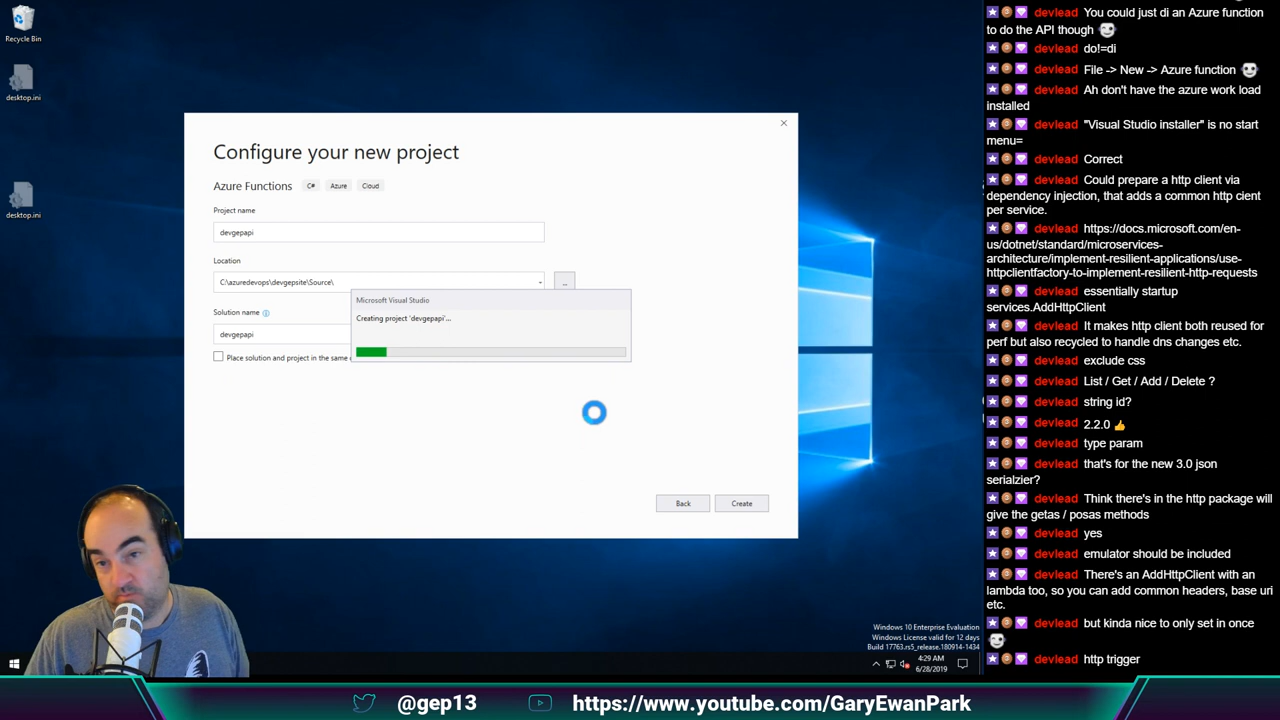 Recycle Bin
desktop.ini
desktop.ini
Configure your new project
Azure Functions C# Azure Cloud
Project name
devgepapi
Location
C:\azuredevops\devgepsite\Source\
...
Solution name
devgepapi
Place solution and project in the same
Microsoft Visual Studio
Creating project 'devgepapi'...
Back
Create
Windows 10 Enterprise Evaluation
Windows License valid for 12 days
Build 17763.rs5_release.180914-1434
4:29 AM
6/28/2019
devlead You could just di an Azure function
to do the API though
devlead do!=di
devlead File -> New -> Azure function
devlead Ah don't have the azure work load
installed
devlead "Visual Studio installer" is no start
menu=
devlead Correct
devlead Could prepare a http client via
dependency injection, that adds a common http cient
per service.
devlead https://docs.microsoft.com/en-
us/dotnet/standard/microservices-
architecture/implement-resilient-applications/use-
httpclientfactory-to-implement-resilient-http-requests
devlead essentially startup
services.AddHttpClient
devlead It makes http client both reused for
perf but also recycled to handle dns changes etc.
devlead exclude css
devlead List / Get / Add / Delete ?
devlead string id?
devlead 2.2.0 👍
devlead type param
devlead that's for the new 3.0 json
serialzier?
devlead Think there's in the http package will
give the getas / posas methods
devlead yes
devlead emulator should be included
devlead There's an AddHttpClient with an
lambda too, so you can add common headers, base uri
etc.
devlead but kinda nice to only set in once
devlead http trigger
@gep13
https://www.youtube.com/GaryEwanPark